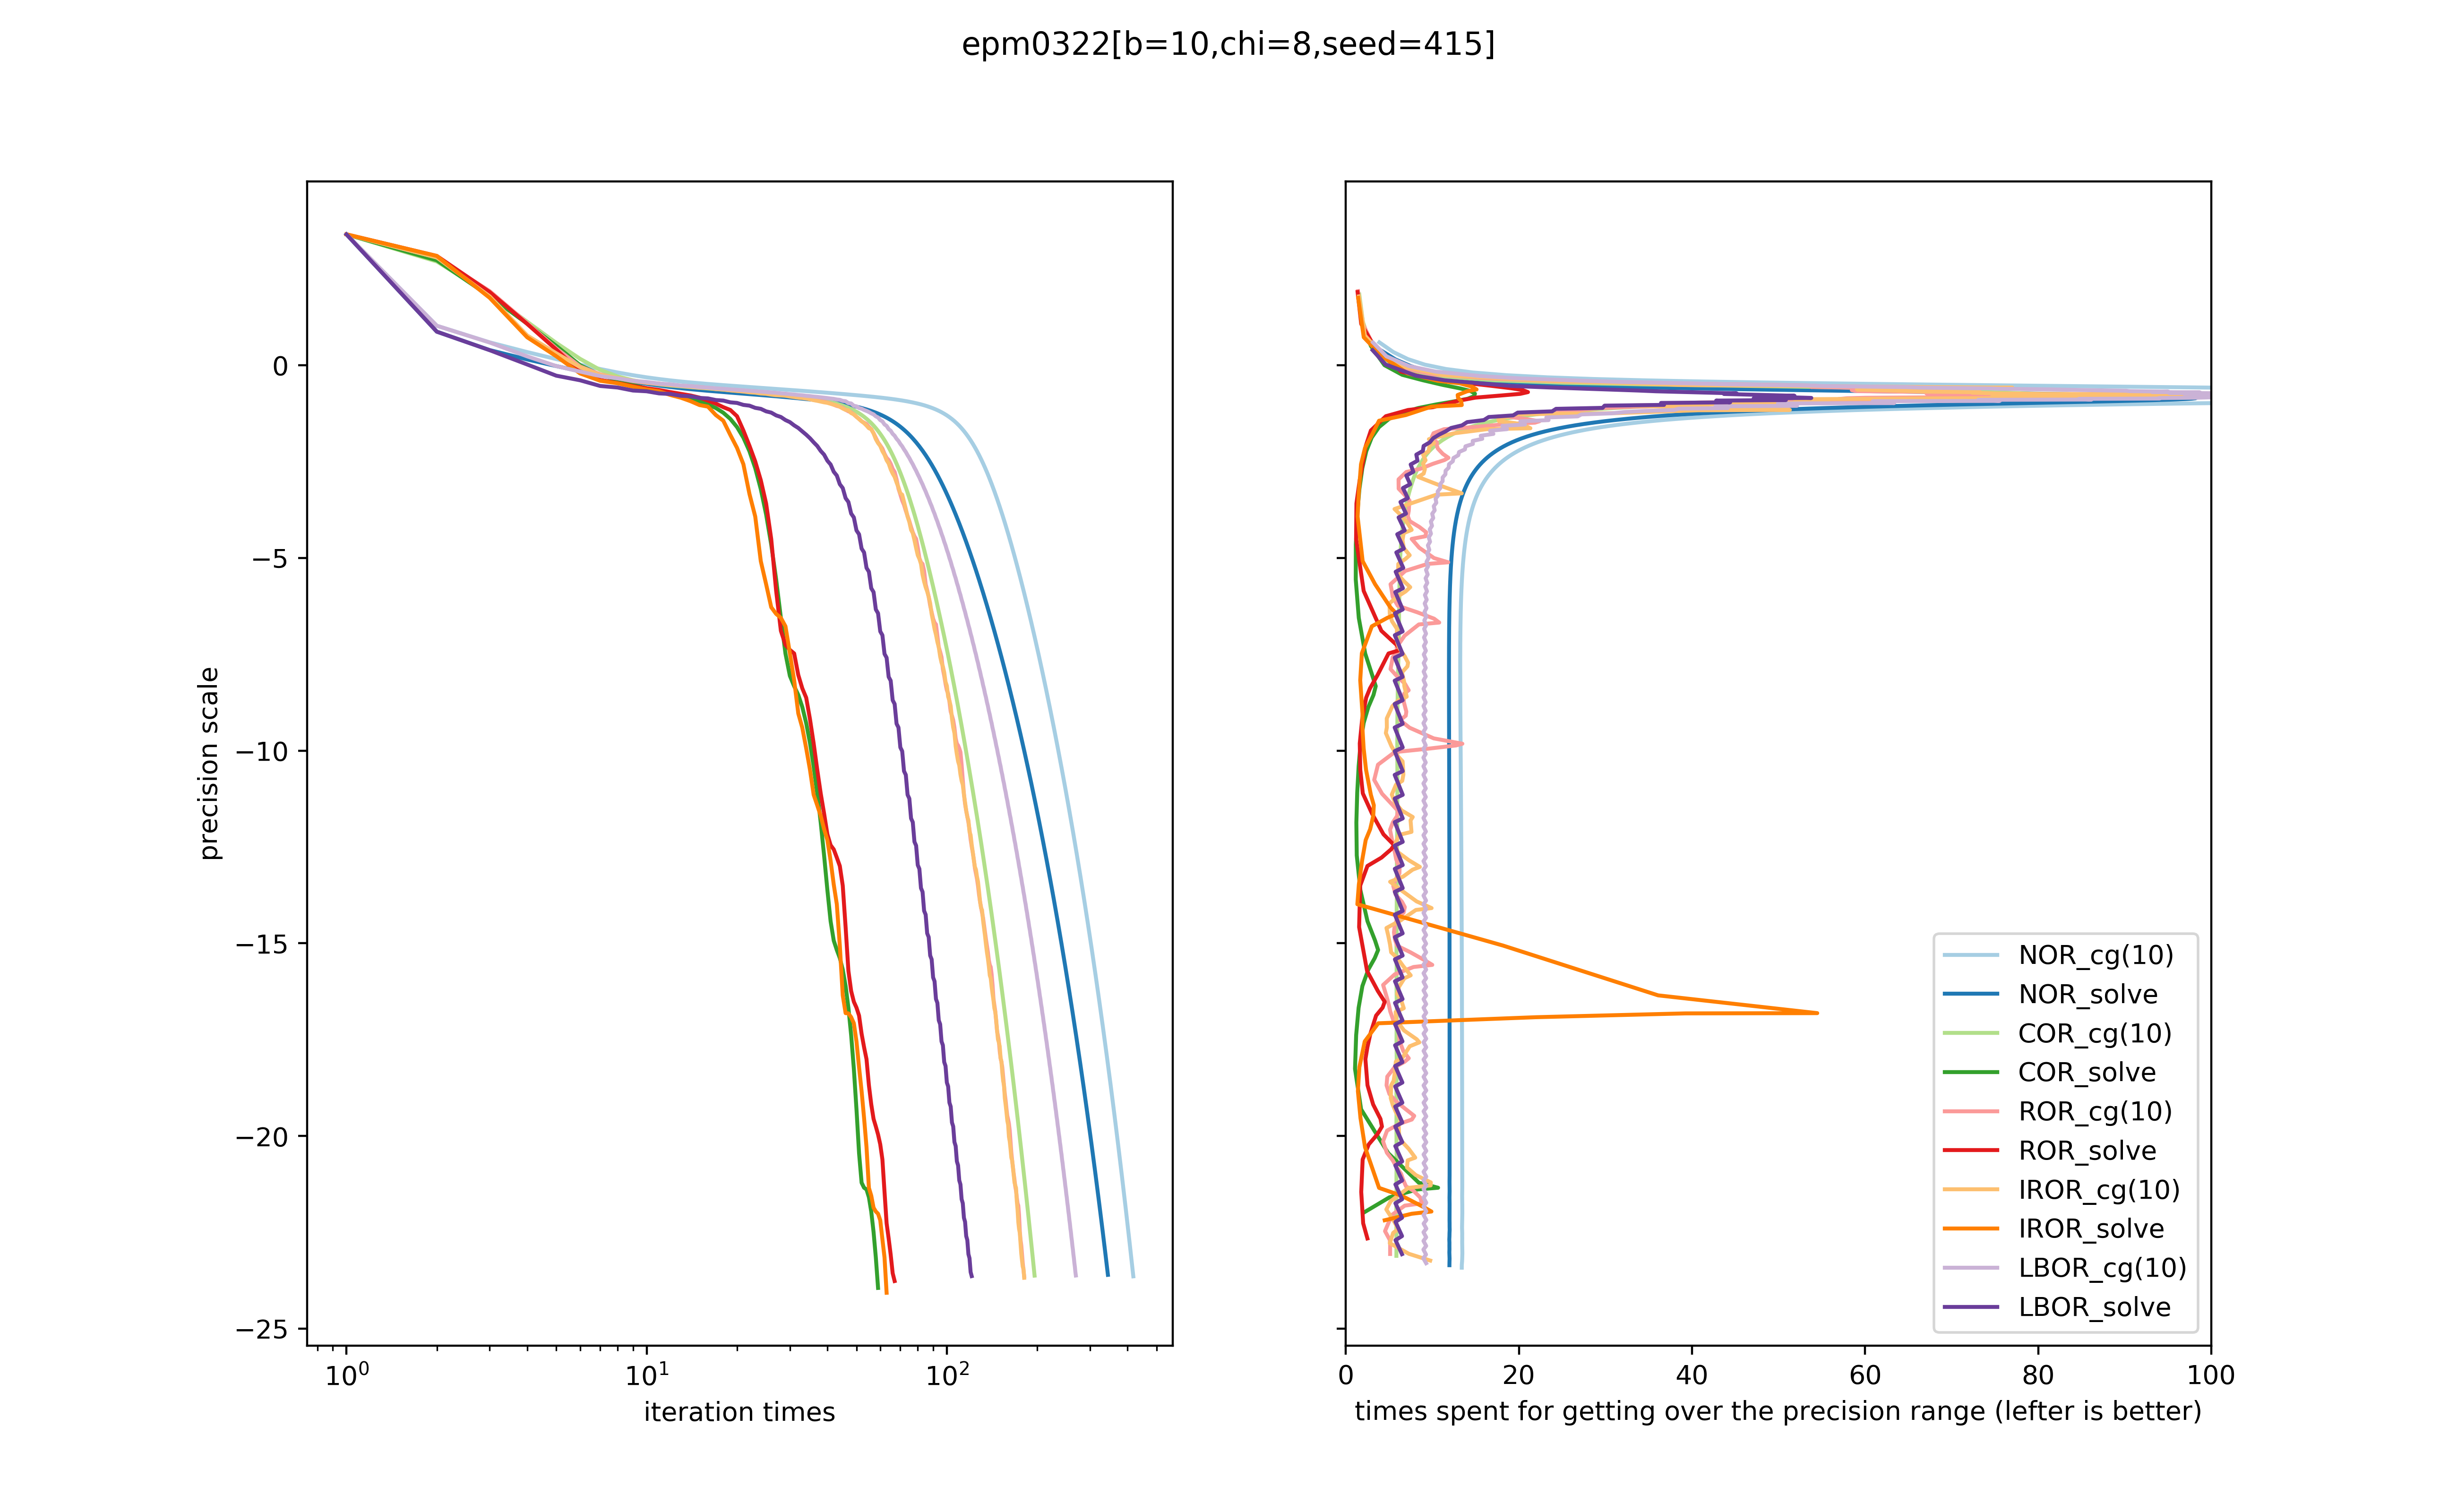 epm0322[b=10,chi=8,seed=415]
precision scale
0
−5
−10
−15
−20
−25
10⁰
10¹
10²
iteration times
0
20
40
60
80
100
times spent for getting over the precision range (lefter is better)
NOR_cg(10)
NOR_solve
COR_cg(10)
COR_solve
ROR_cg(10)
ROR_solve
IROR_cg(10)
IROR_solve
LBOR_cg(10)
LBOR_solve